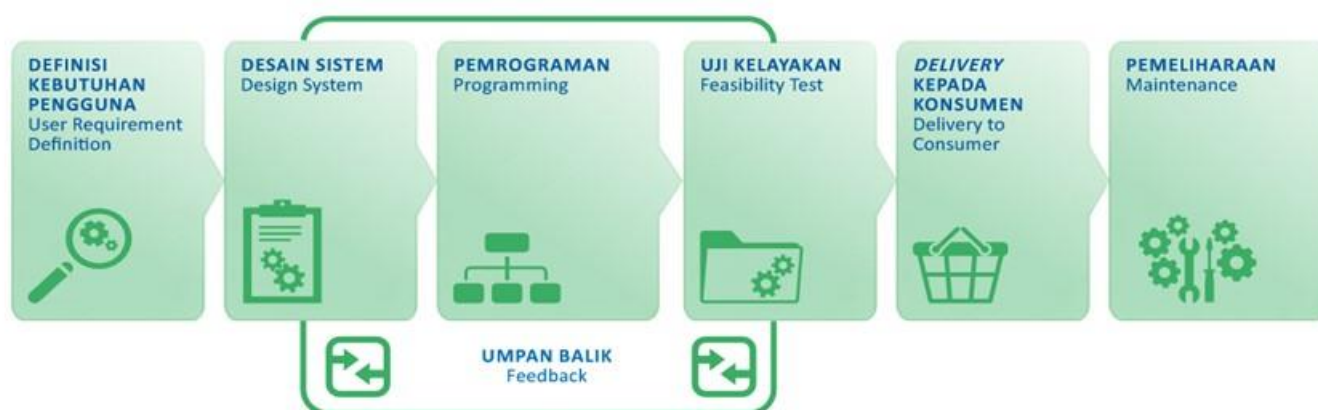 DEFINISI
KEBUTUHAN
PENGGUNA
User Requirement
Definition
DESAIN SISTEM
Design System
PEMROGRAMAN
Programming
UJI KELAYAKAN
Feasibility Test
DELIVERY
KEPADA
KONSUMEN
Delivery to
Consumer
PEMELIHARAAN
Maintenance
UMPAN BALIK
Feedback